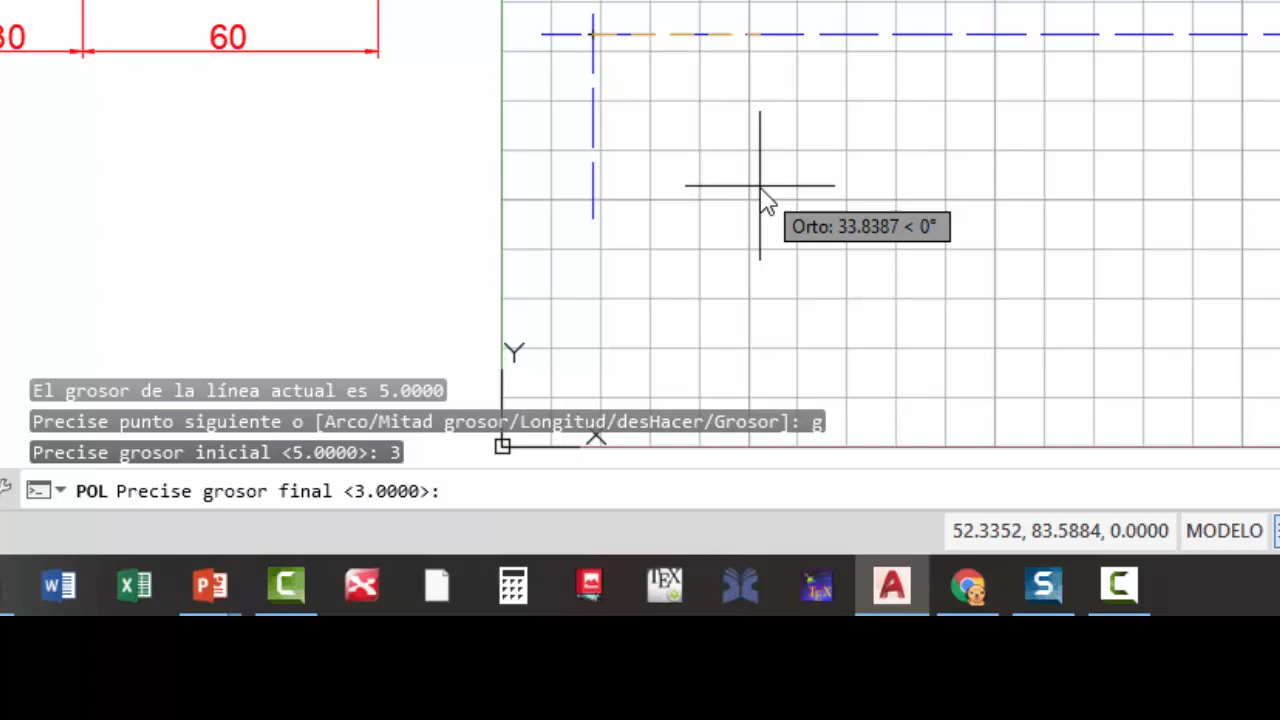 30
60
Orto: 33.8387 < 0°
Y
X
El grosor de la línea actual es 5.0000
Precise punto siguiente o [Arco/Mitad grosor/Longitud/desHacer/Grosor]: g
Precise grosor inicial <5.0000>: 3
POL Precise grosor final <3.0000>:
52.3352, 83.5884, 0.0000 MODELO